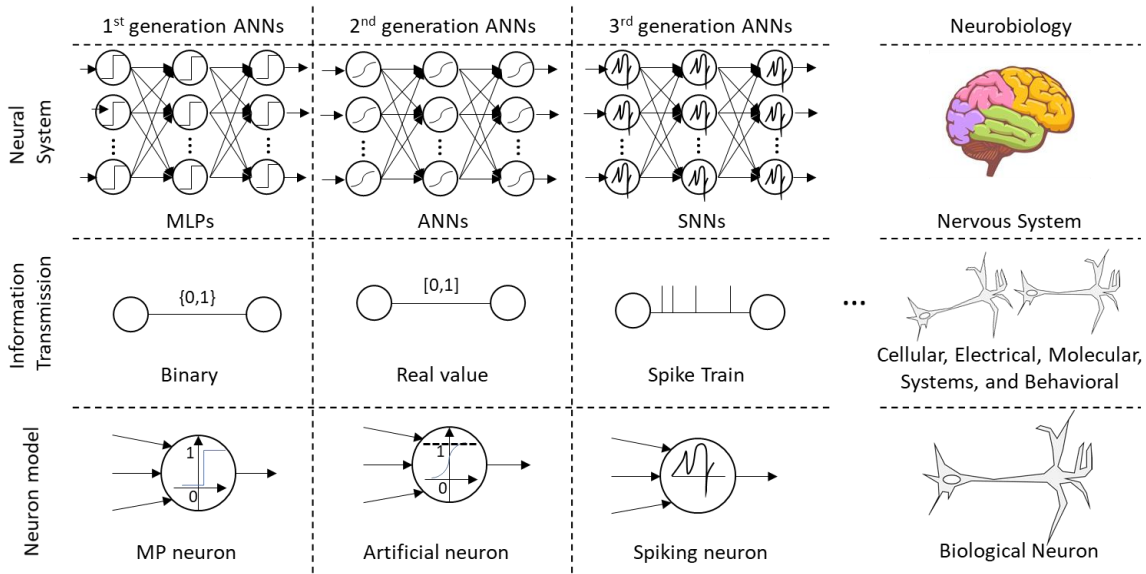 1st generation ANNs
2nd generation ANNs
3rd generation ANNs
Neurobiology
Neural
System
MLPs
ANNs
SNNs
Nervous System
Information
Transmission
{0,1}
[0,1]
...
Binary
Real value
Spike Train
Cellular, Electrical, Molecular,
Systems, and Behavioral
Neuron model
1
0
1
0
MP neuron
Artificial neuron
Spiking neuron
Biological Neuron